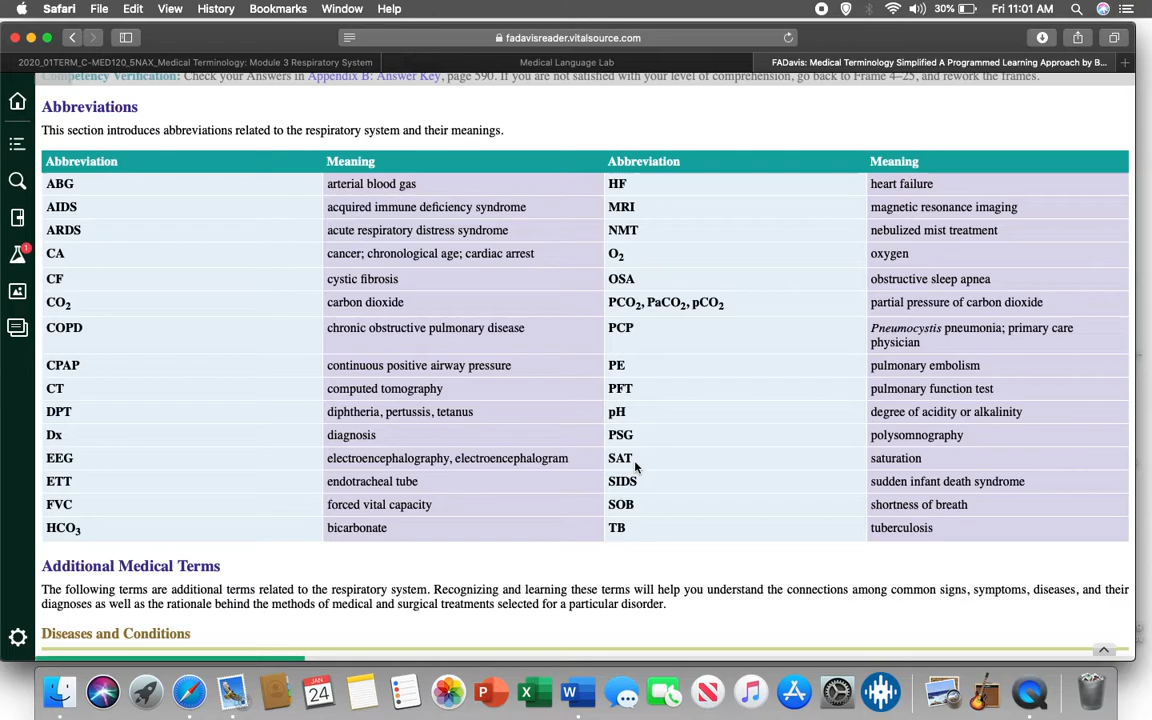 Safari File Edit View History Bookmarks Window Help 30% Fri 11:01 AM
fadavisreader.vitalsource.com
2020_01TERM_C-MED120_5NAX_Medical Terminology: Module 3 Respiratory System Medical Language Lab FADavis: Medical Terminology Simplified A Programmed Learning Approach by B...
Competency Verification: Check your Answers in Appendix B: Answer Key, page 590. If you are not satisfied with your level of comprehension, go back to Frame 4–25, and rework the frames.
Abbreviations
This section introduces abbreviations related to the respiratory system and their meanings.
Abbreviation Meaning Abbreviation Meaning
ABG arterial blood gas HF heart failure
AIDS acquired immune deficiency syndrome MRI magnetic resonance imaging
ARDS acute respiratory distress syndrome NMT nebulized mist treatment
CA cancer; chronological age; cardiac arrest O2 oxygen
CF cystic fibrosis OSA obstructive sleep apnea
CO2 carbon dioxide PCO2, PaCO2, pCO2 partial pressure of carbon dioxide
COPD chronic obstructive pulmonary disease PCP Pneumocystis pneumonia; primary care
physician
CPAP continuous positive airway pressure PE pulmonary embolism
CT computed tomography PFT pulmonary function test
DPT diphtheria, pertussis, tetanus pH degree of acidity or alkalinity
Dx diagnosis PSG polysomnography
EEG electroencephalography, electroencephalogram SAT saturation
ETT endotracheal tube SIDS sudden infant death syndrome
FVC forced vital capacity SOB shortness of breath
HCO3 bicarbonate TB tuberculosis
Additional Medical Terms
The following terms are additional terms related to the respiratory system. Recognizing and learning these terms will help you understand the connections among common signs, symptoms, diseases, and their
diagnoses as well as the rationale behind the methods of medical and surgical treatments selected for a particular disorder.
Diseases and Conditions
1
JAN
24
P X W N